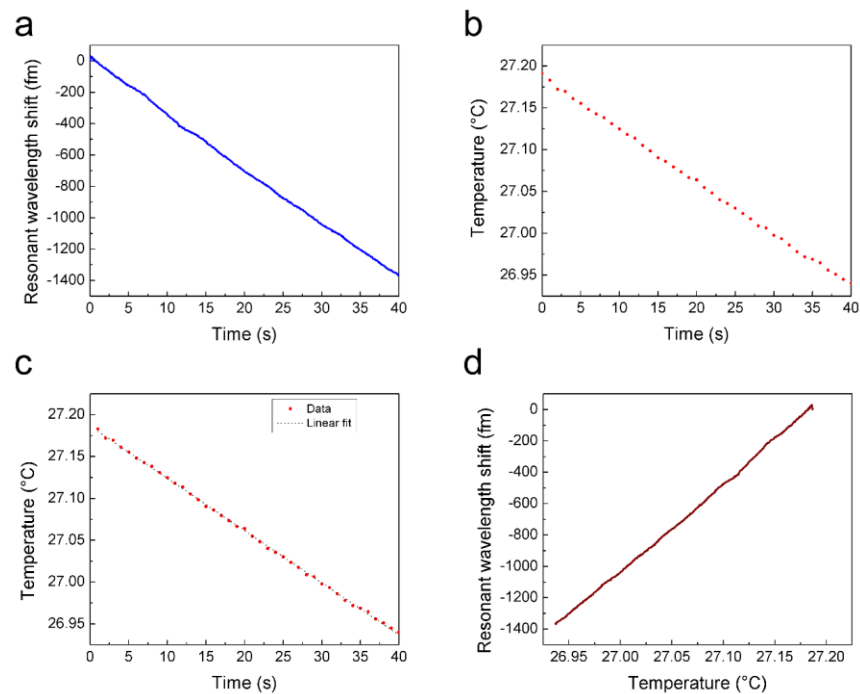 a
Resonant wavelength shift (fm)
0
-200
-400
-600
-800
-1000
-1200
-1400
0 5 10 15 20 25 30 35 40
Time (s)
b
Temperature (°C)
27.20
27.15
27.10
27.05
27.00
26.95
0 5 10 15 20 25 30 35 40
Time (s)
c
Temperature (°C)
27.20
27.15
27.10
27.05
27.00
26.95
Data
Linear fit
0 5 10 15 20 25 30 35 40
Time (s)
d
Resonant wavelength shift (fm)
0
-200
-400
-600
-800
-1000
-1200
-1400
26.95 27.00 27.05 27.10 27.15 27.20
Temperature (°C)